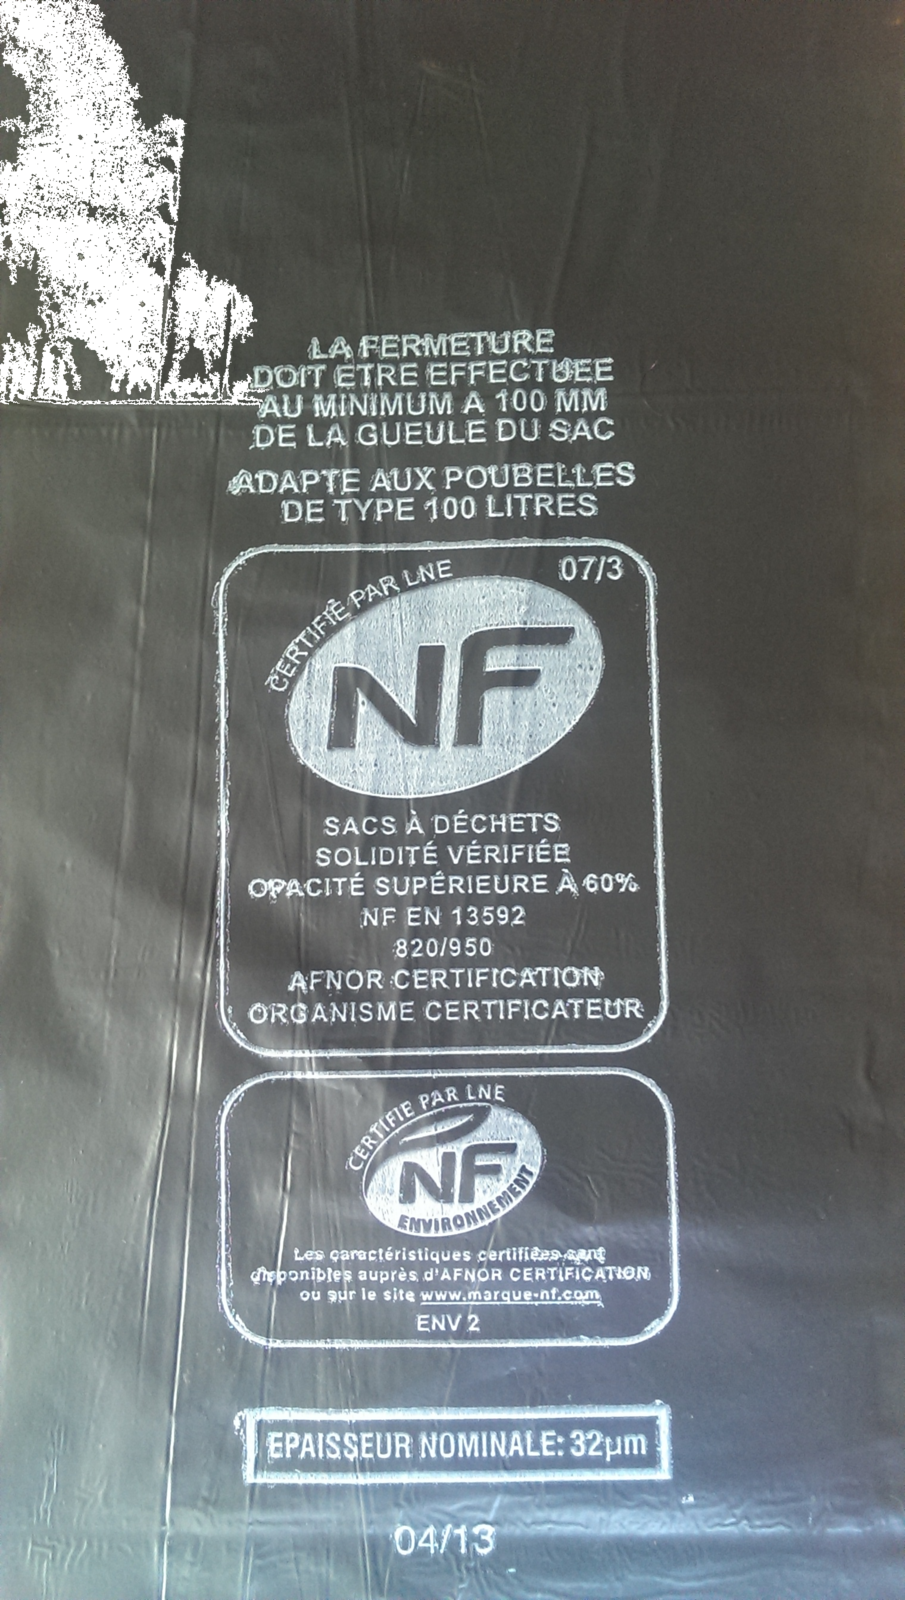 LA FERMETURE
DOIT ETRE EFFECTUEE
AU MINIMUM A 100 MM
DE LA GUEULE DU SAC
ADAPTE AUX POUBELLES
DE TYPE 100 LITRES
07/3
CERTIFIÉ PAR LNE
NF
SACS À DÉCHETS
SOLIDITÉ VÉRIFIÉE
OPACITÉ SUPÉRIEURE À 60%
NF EN 13592
820/950
AFNOR CERTIFICATION
ORGANISME CERTIFICATEUR
CERTIFIE PAR LNE
NF
ENVIRONNEMENT
Les caractéristiques certifiées sont
disponibles auprès d'AFNOR CERTIFICATION
ou sur le site www.marque-nf.com
ENV 2
EPAISSEUR NOMINALE: 32µm
04/13